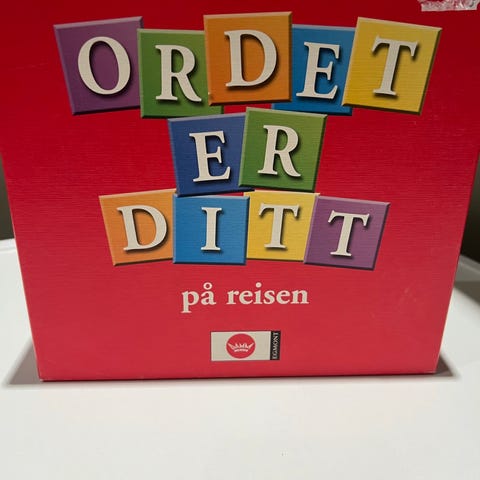 ORDET
ER
DITT
på reisen
EGMONT